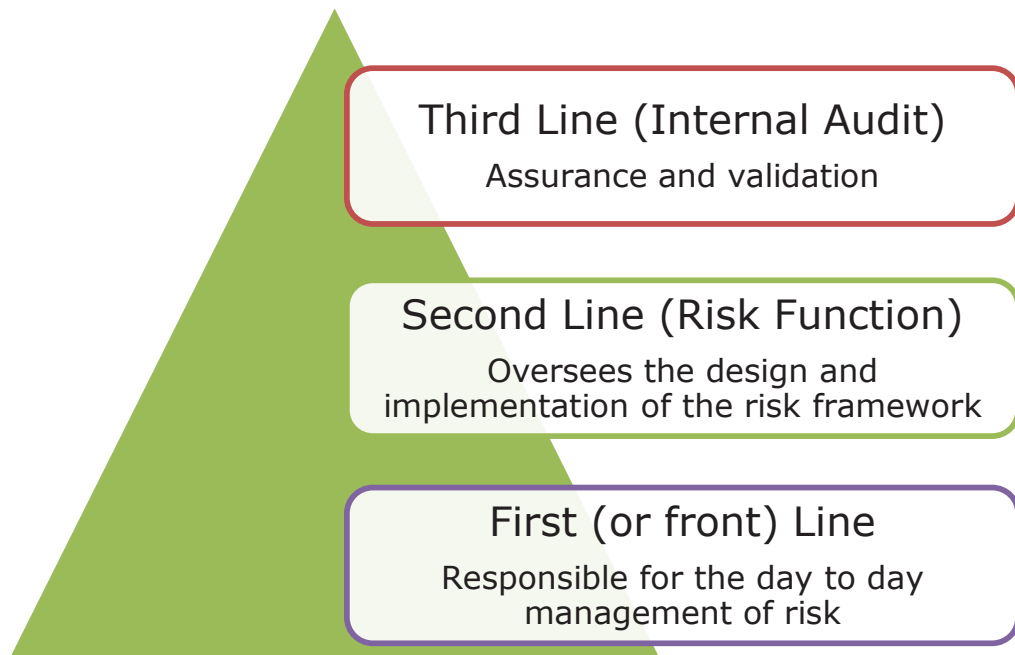 Third Line (Internal Audit)
Assurance and validation
Second Line (Risk Function)
Oversees the design and
implementation of the risk framework
First (or front) Line
Responsible for the day to day
management of risk